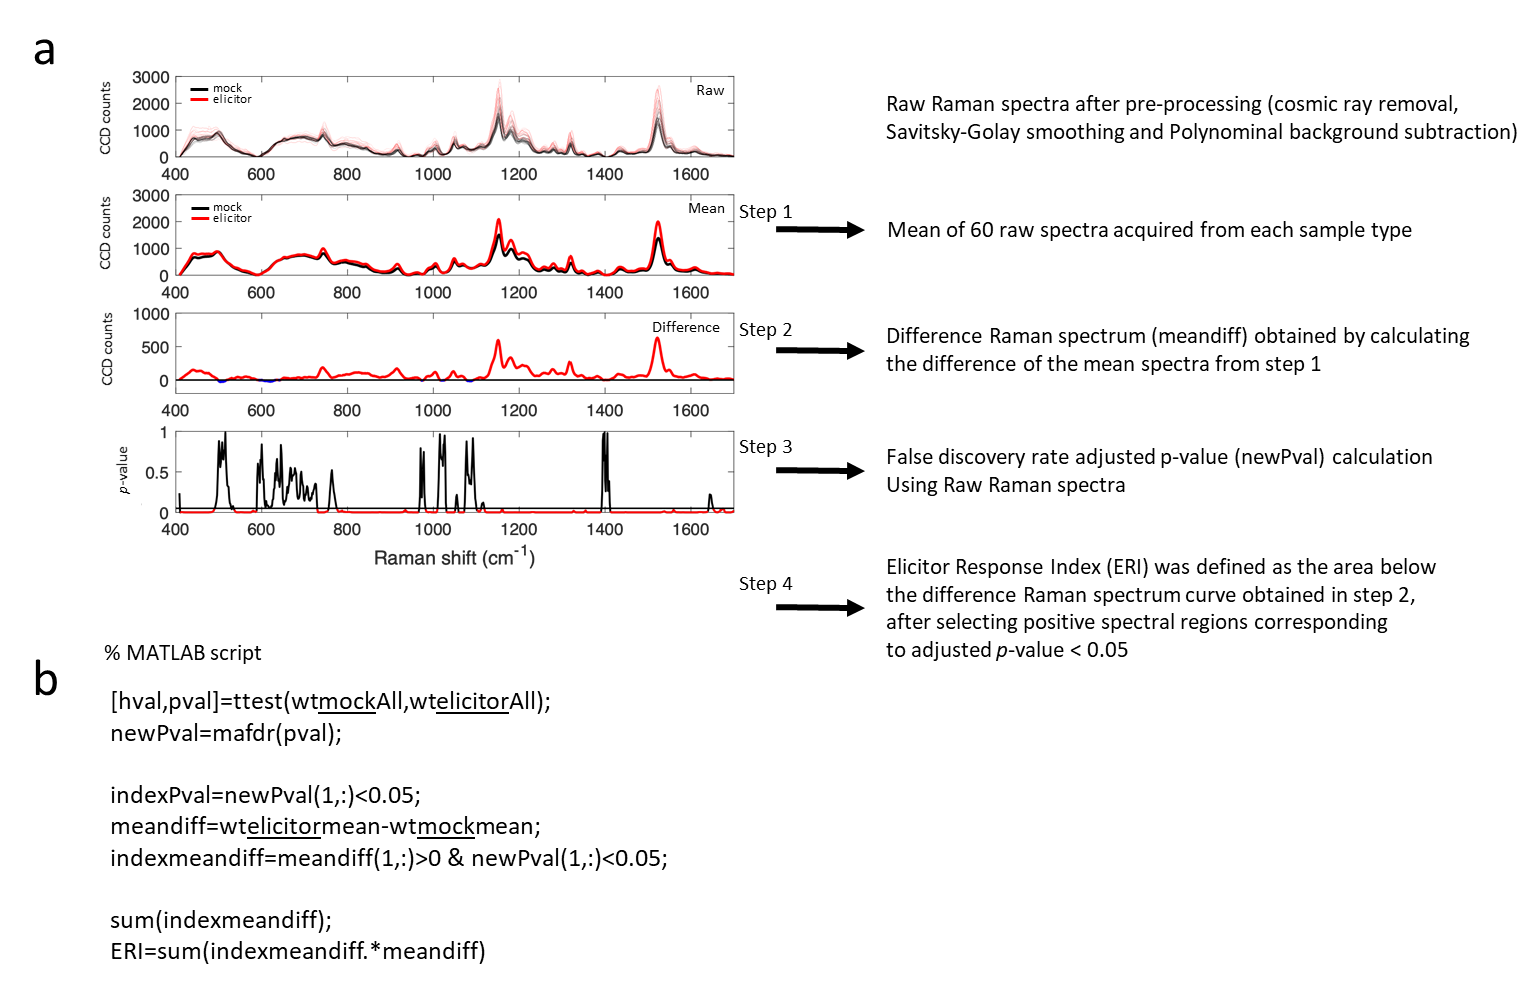 a
3000
2000
1000
0
CCD counts
mock
elicitor
Raw
400 600 800 1000 1200 1400 1600
Raw Raman spectra after pre-processing (cosmic ray removal,
Savitsky-Golay smoothing and Polynominal background subtraction)
3000
2000
1000
0
CCD counts
mock
elicitor
Mean
400 600 800 1000 1200 1400 1600
Step 1
Mean of 60 raw spectra acquired from each sample type
1000
500
0
CCD counts
Difference
400 600 800 1000 1200 1400 1600
Step 2
Difference Raman spectrum (meandiff) obtained by calculating
the difference of the mean spectra from step 1
1
0.5
0
p-value
400 600 800 1000 1200 1400 1600
Raman shift (cm-1)
Step 3
False discovery rate adjusted p-value (newPval) calculation
Using Raw Raman spectra
Step 4
Elicitor Response Index (ERI) was defined as the area below
the difference Raman spectrum curve obtained in step 2,
after selecting positive spectral regions corresponding
to adjusted p-value < 0.05
b
% MATLAB script
[hval,pval]=ttest(wtmockAll,wtelicitorAll);
newPval=mafdr(pval);
indexPval=newPval(1,:)<0.05;
meandiff=wtelicitormean-wtmockmean;
indexmeandiff=meandiff(1,:)>0 & newPval(1,:)<0.05;
sum(indexmeandiff);
ERI=sum(indexmeandiff.*meandiff)